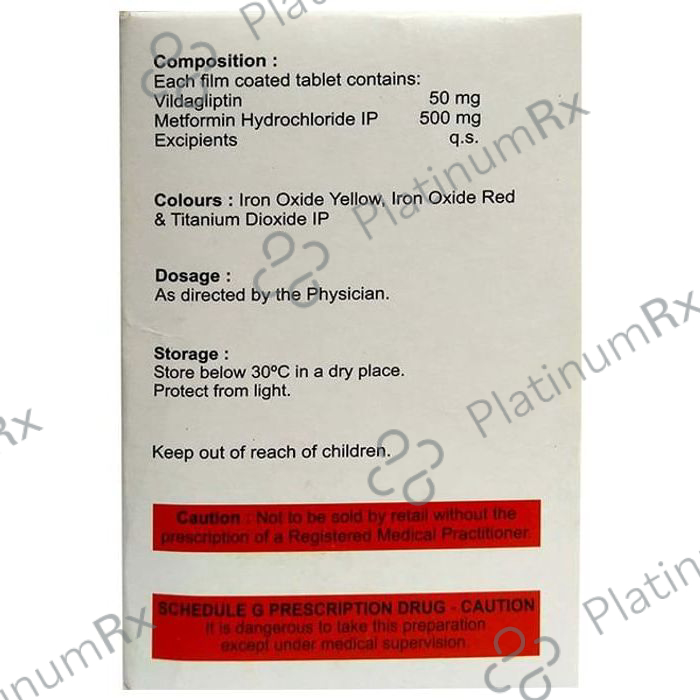 Composition :
Each film coated tablet contains:
Vildagliptin 50 mg
Metformin Hydrochloride IP 500 mg
Excipients q.s.
Colours : Iron Oxide Yellow, Iron Oxide Red
& Titanium Dioxide IP
Dosage :
As directed by the Physician.
Storage :
Store below 30ºC in a dry place.
Protect from light.
Keep out of reach of children.
Caution : Not to be sold by retail without the
prescription of a Registered Medical Practitioner.
SCHEDULE G PRESCRIPTION DRUG - CAUTION
It is dangerous to take this preparation
except under medical supervision.
PlatinumRx
PlatinumRx
PlatinumRx
Rx
PlatinumRx
inumRx